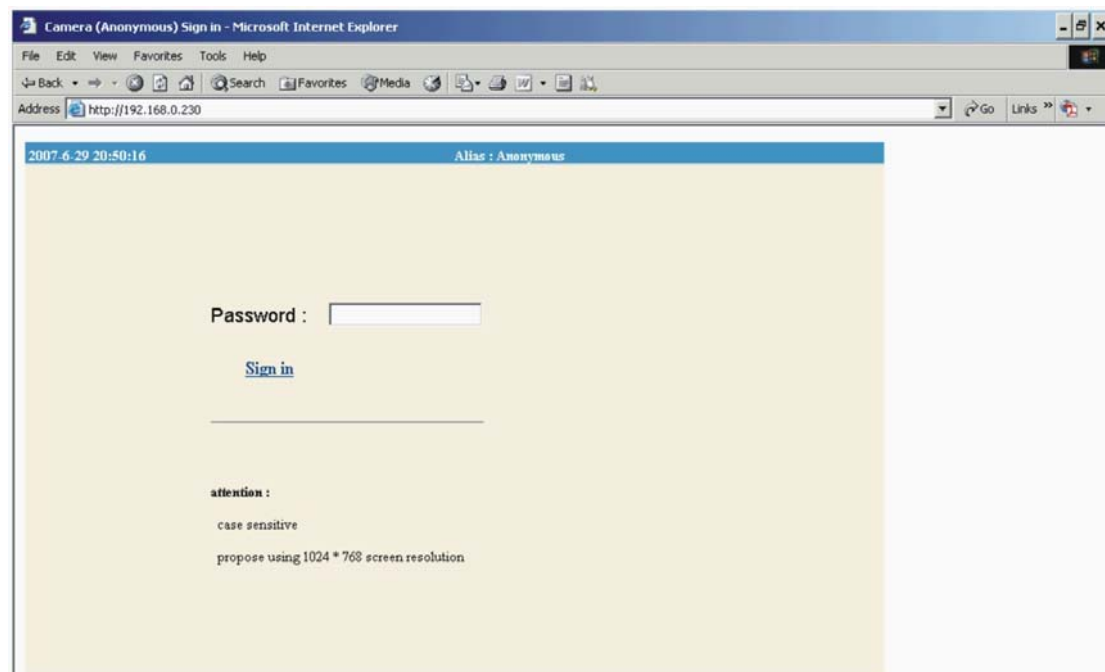 Camera (Anonymous) Sign in - Microsoft Internet Explorer
File Edit View Favorites Tools Help
Back Search Favorites Media
Address http://192.168.0.230 Go Links »
2007-6-29 20:50:16 Alias : Anonymous
Password :
Sign in
attention :
case sensitive
propose using 1024 * 768 screen resolution